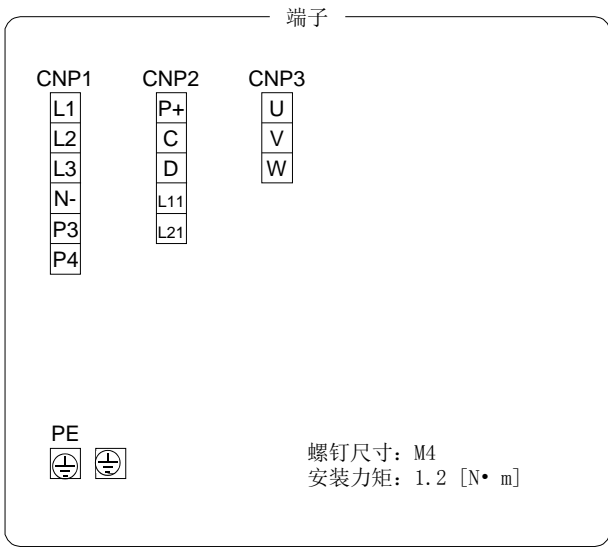 端子
CNP1 CNP2 CNP3
L1 P+ U
L2 C V
L3 D W
N- L11
P3 L21
P4
PE
螺钉尺寸：M4
安装力矩：1.2 [N• m]